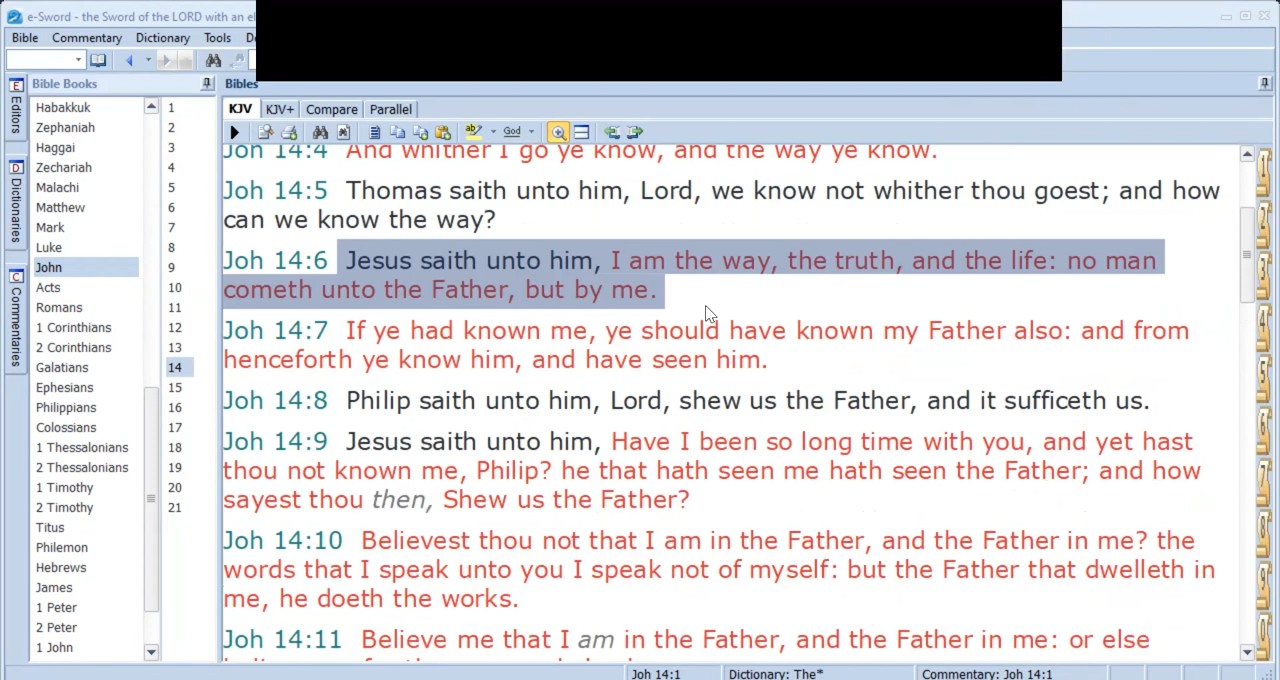 e-Sword - the Sword of the LORD with an el
Bible Commentary Dictionary Tools
Bible Books
Bibles
KJV KJV+ Compare Parallel
Editors
Dictionaries
Commentaries
Habakkuk
Zephaniah
Haggai
Zechariah
Malachi
Matthew
Mark
Luke
John
Acts
Romans
1 Corinthians
2 Corinthians
Galatians
Ephesians
Philippians
Colossians
1 Thessalonians
2 Thessalonians
1 Timothy
2 Timothy
Titus
Philemon
Hebrews
James
1 Peter
2 Peter
1 John
1
2
3
4
5
6
7
8
9
10
11
12
13
14
15
16
17
18
19
20
21
God
Joh 14:4 And whither I go ye know, and the way ye know.
Joh 14:5 Thomas saith unto him, Lord, we know not whither thou goest; and how
can we know the way?
Joh 14:6 Jesus saith unto him, I am the way, the truth, and the life: no man
cometh unto the Father, but by me.
Joh 14:7 If ye had known me, ye should have known my Father also: and from
henceforth ye know him, and have seen him.
Joh 14:8 Philip saith unto him, Lord, shew us the Father, and it sufficeth us.
Joh 14:9 Jesus saith unto him, Have I been so long time with you, and yet hast
thou not known me, Philip? he that hath seen me hath seen the Father; and how
sayest thou then, Shew us the Father?
Joh 14:10 Believest thou not that I am in the Father, and the Father in me? the
words that I speak unto you I speak not of myself: but the Father that dwelleth in
me, he doeth the works.
Joh 14:11 Believe me that I am in the Father, and the Father in me: or else
Joh 14:1 Dictionary: The* Commentary: Joh 14:1